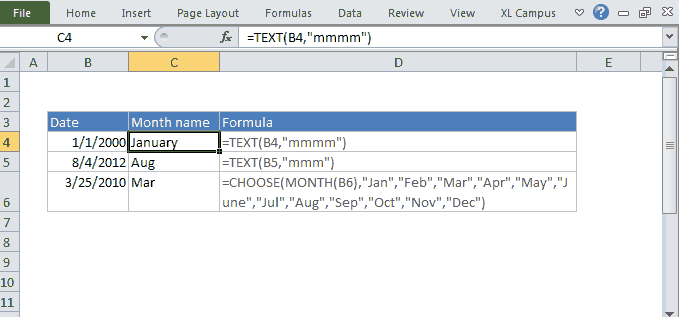 File Home Insert Page Layout Formulas Data Review View XL Campus
C4 fx =TEXT(B4,"mmmm")
A B C D E
1
2
3 Date Month name Formula
4 1/1/2000 January =TEXT(B4,"mmmm")
5 8/4/2012 Aug =TEXT(B5,"mmm")
6 3/25/2010 Mar =CHOOSE(MONTH(B6),"Jan","Feb","Mar","Apr","May","J
une","Jul","Aug","Sep","Oct","Nov","Dec")
7
8
9
10
11